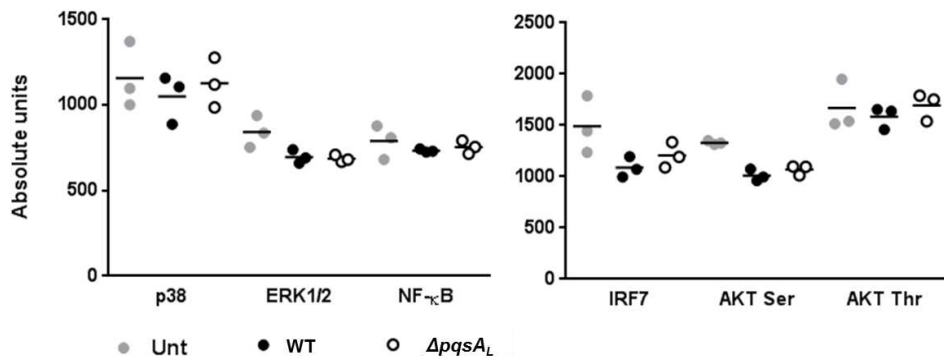 Absolute units
1500
1000
500
0
p38 ERK1/2 NF-κB
2500
2000
1500
1000
500
0
IRF7 AKT Ser AKT Thr
Unt WT ΔpqsA_L